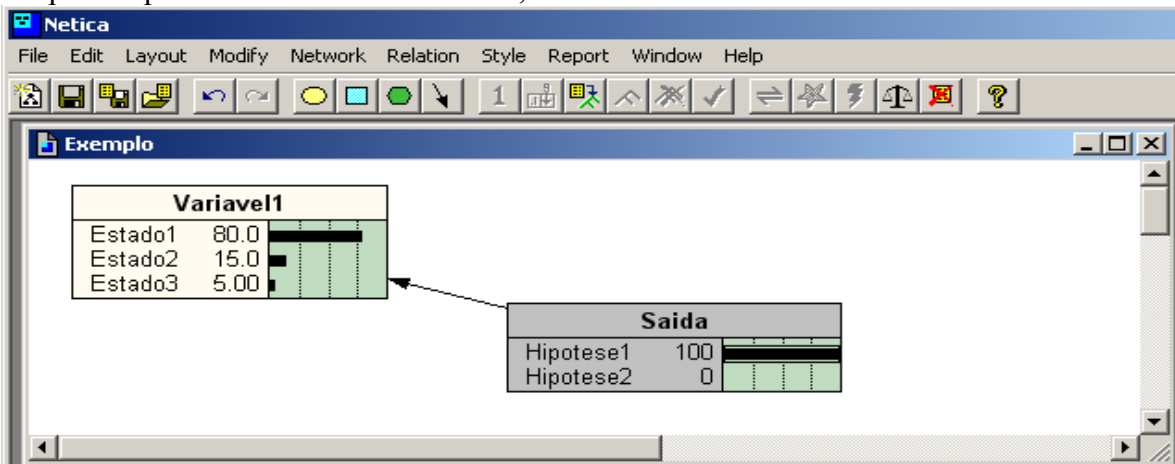 Netica
File Edit Layout Modify Network Relation Style Report Window Help
1 ?
Exemplo
Variavel1
Estado1 80.0
Estado2 15.0
Estado3 5.00
Saida
Hipotese1 100
Hipotese2 0